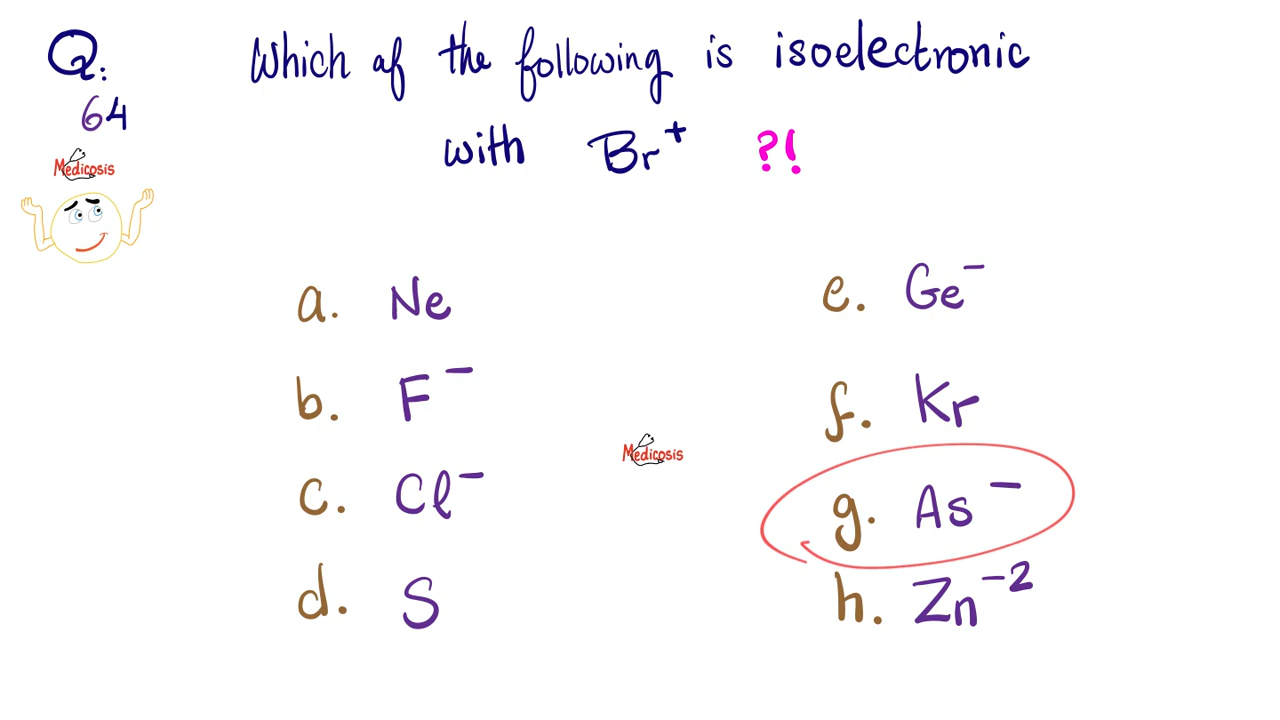 Q:
64
Medicosis
Which of the following is isoelectronic
with Br⁺ ?!
a. Ne
b. F⁻
c. Cl⁻
d. S
e. Ge⁻
f. Kr
Medicosis
g. As⁻
h. Zn⁻²